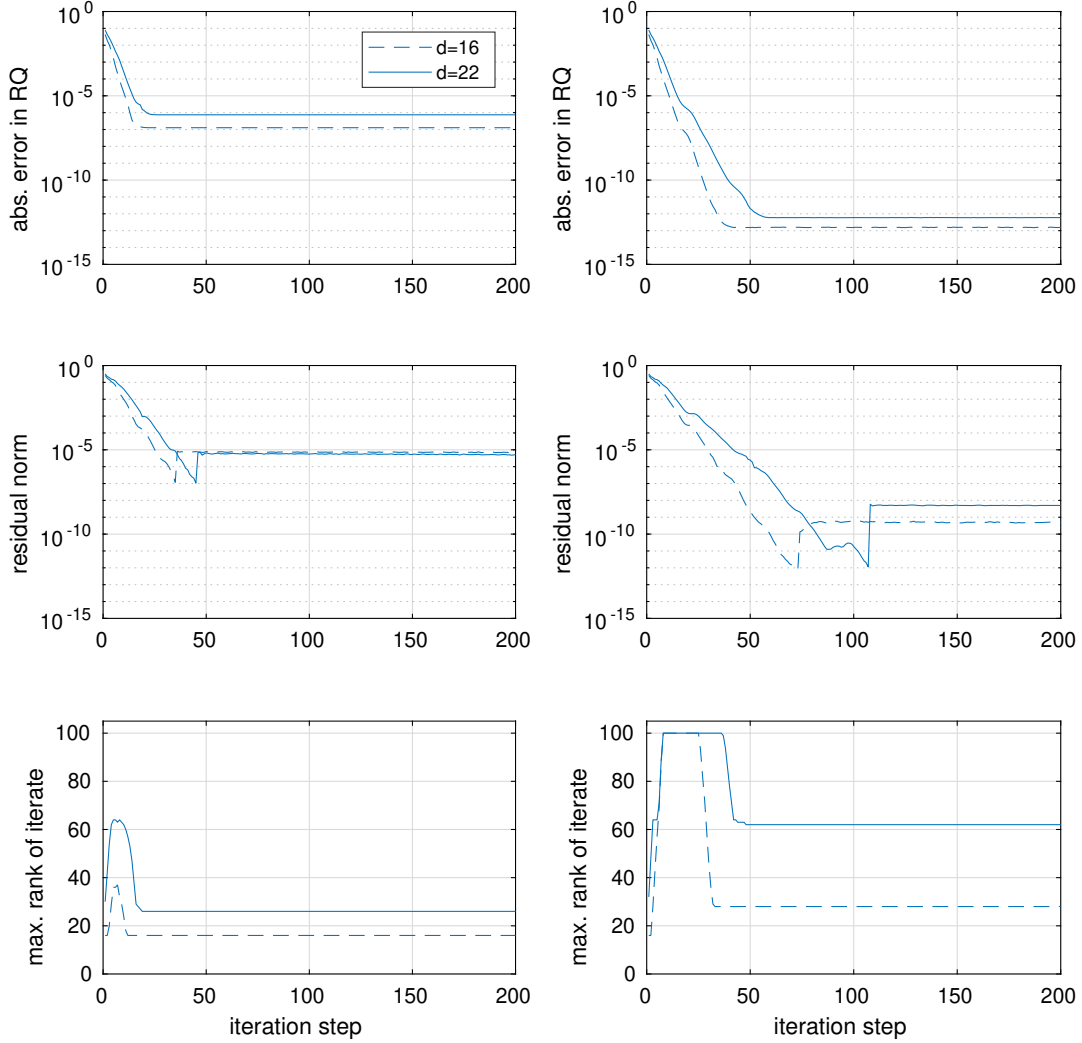 abs. error in RQ
10^0
10^-5
10^-10
10^-15
0 50 100 150 200
d=16
d=22
abs. error in RQ
10^0
10^-5
10^-10
10^-15
0 50 100 150 200
residual norm
10^0
10^-5
10^-10
10^-15
0 50 100 150 200
residual norm
10^0
10^-5
10^-10
10^-15
0 50 100 150 200
max. rank of iterate
100
80
60
40
20
0
0 50 100 150 200
iteration step
max. rank of iterate
100
80
60
40
20
0
0 50 100 150 200
iteration step